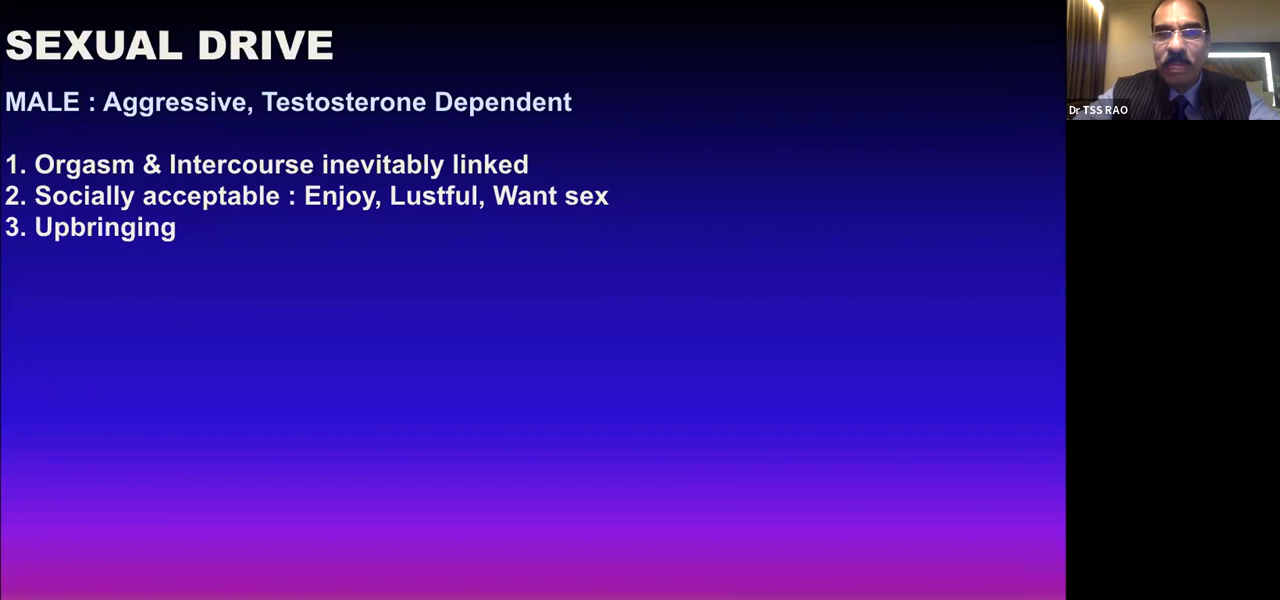 SEXUAL DRIVE
MALE : Aggressive, Testosterone Dependent
1. Orgasm & Intercourse inevitably linked
2. Socially acceptable : Enjoy, Lustful, Want sex
3. Upbringing
Dr TSS RAO